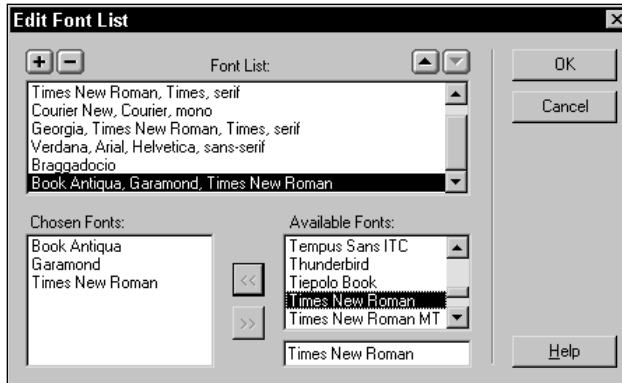 Edit Font List
Font List:
OK
Times New Roman, Times, serif
Courier New, Courier, mono
Georgia, Times New Roman, Times, serif
Verdana, Arial, Helvetica, sans-serif
Braggadocio
Book Antiqua, Garamond, Times New Roman
Cancel
Chosen Fonts:
Book Antiqua
Garamond
Times New Roman
<<
>>
Available Fonts:
Tempus Sans ITC
Thunderbird
Tiepolo Book
Times New Roman
Times New Roman MT
Times New Roman
Help